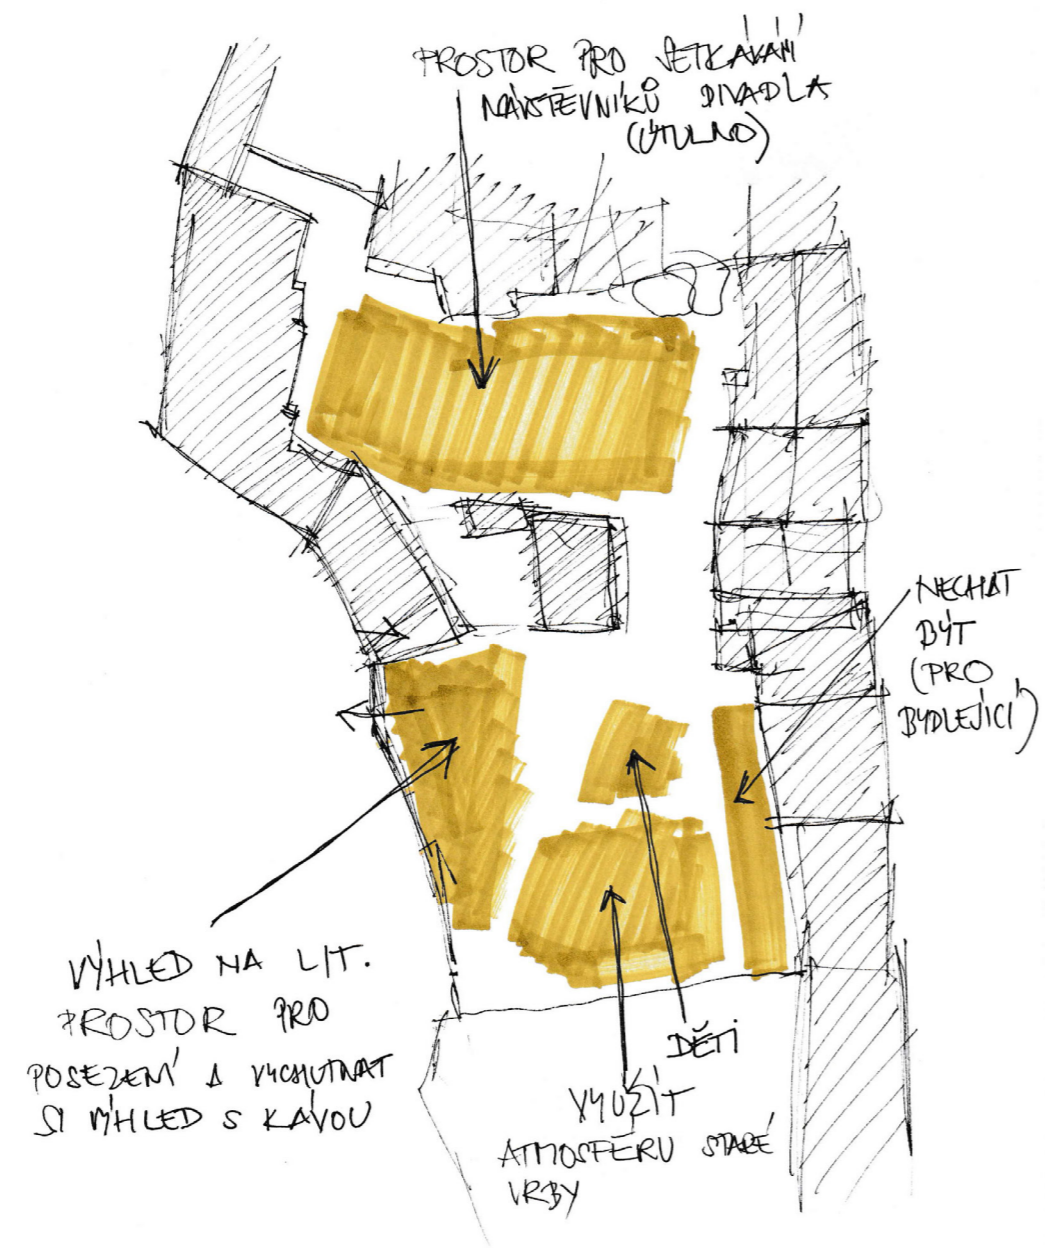 PROSTOR PRO SETKÁVÁNÍ
NÁVŠTĚVNÍKŮ DIVADLA
(ÚTULNO)
NECHAT
BÝT
(PRO
BYDLEJÍCÍ)
VÝHLED NA LIT.
PROSTOR PRO
POSEZENÍ A VYCHUTNAT
SI VÝHLED S KÁVOU
DĚTI
VYUŽÍT
ATMOSFÉRU STARÉ
VRBY